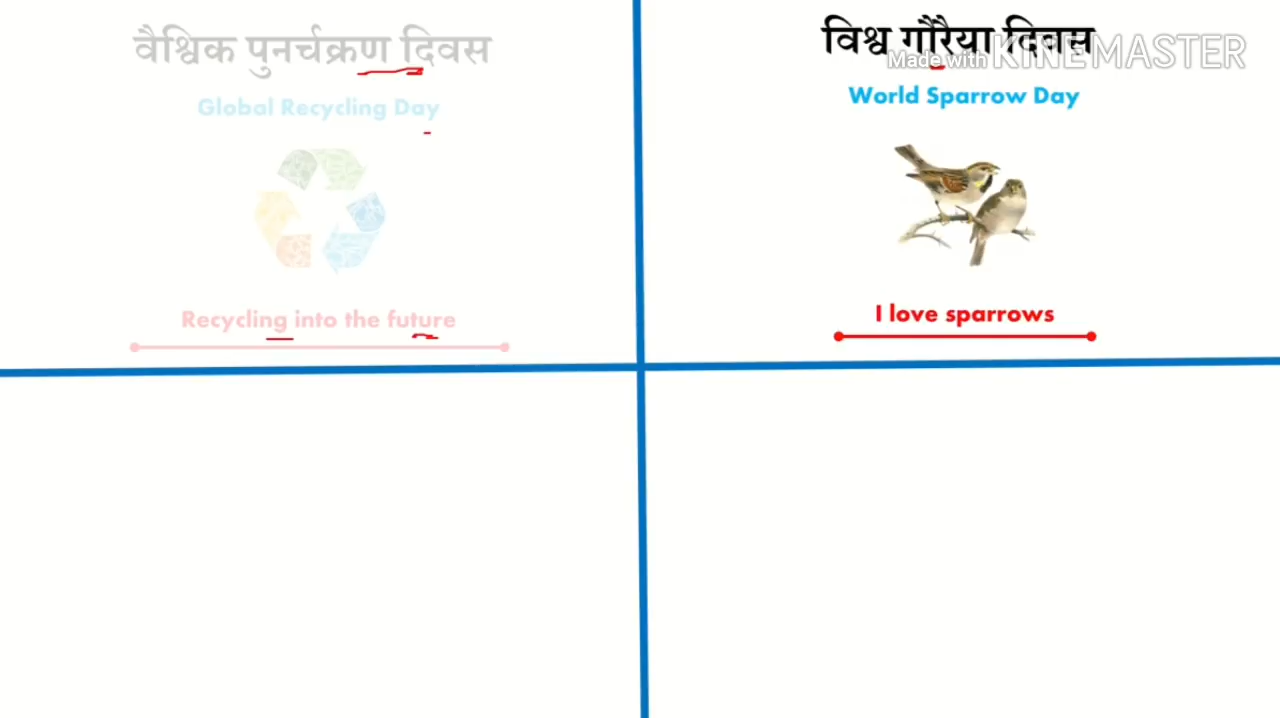 वैश्विक पुनर्चक्रण दिवस
Global Recycling Day
Recycling into the future
विश्व गौरैया दिवस
Made with KINEMASTER
World Sparrow Day
I love sparrows